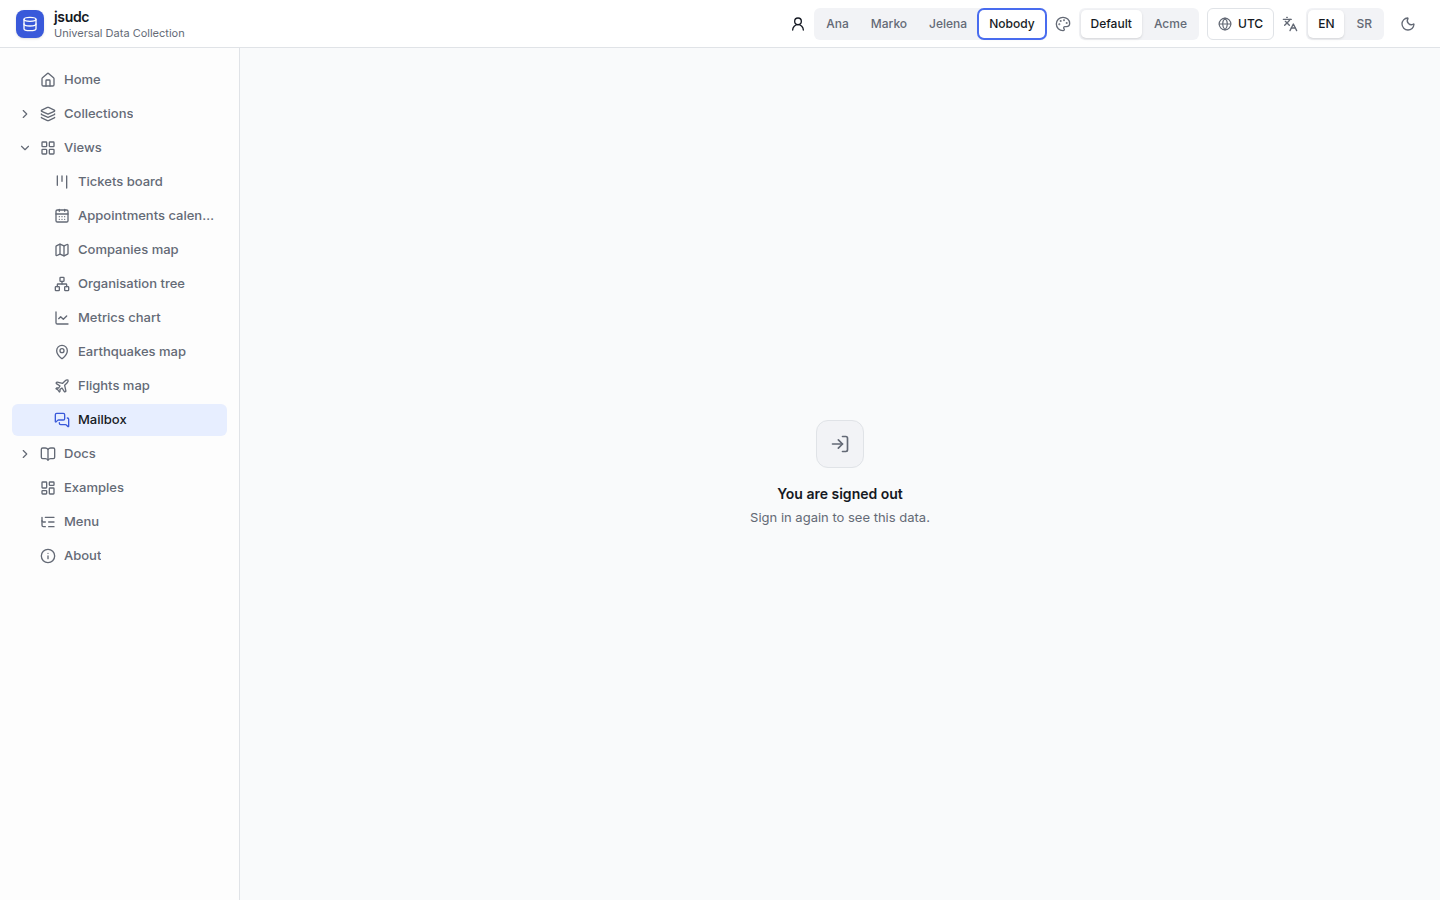 jsudc
Universal Data Collection
Ana
Marko
Jelena
Nobody
Default
Acme
UTC
EN
SR
Home
Collections
Views
Tickets board
Appointments calen...
Companies map
Organisation tree
Metrics chart
Earthquakes map
Flights map
Mailbox
Docs
Examples
Menu
About
You are signed out
Sign in again to see this data.